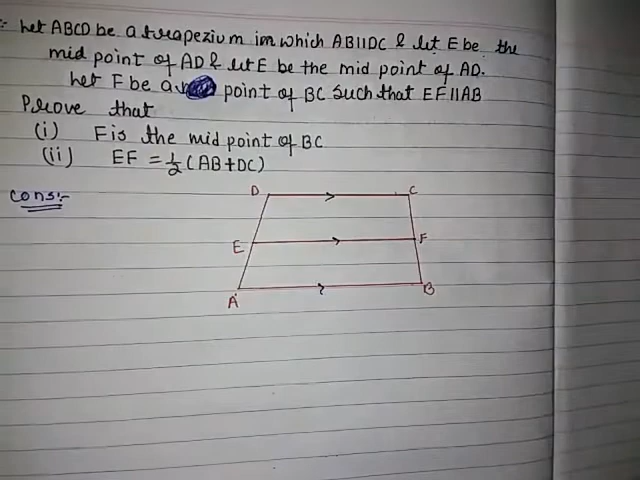 :- Let ABCD be a trapezium in which AB||DC & let E be the
mid point of AD & let E be the mid point of AD.
Let F be a point of BC Such that EF||AB
Prove that
(i) F is the mid point of BC
(ii) EF = 1/2 (AB+DC)
Cons:-
D C
E F
A B